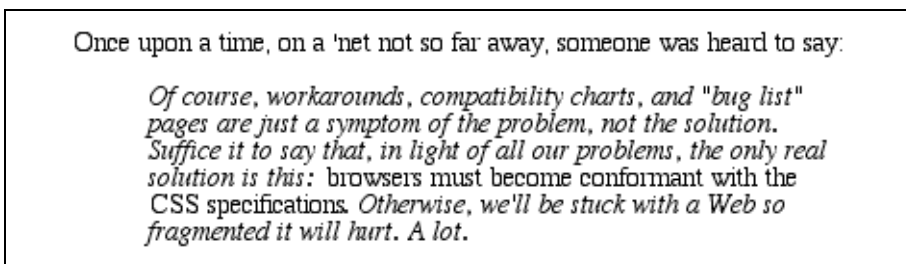 Once upon a time, on a 'net not so far away, someone was heard to say:
Of course, workarounds, compatibility charts, and "bug list"
pages are just a symptom of the problem, not the solution.
Suffice it to say that, in light of all our problems, the only real
solution is this: browsers must become conformant with the
CSS specifications. Otherwise, we'll be stuck with a Web so
fragmented it will hurt. A lot.